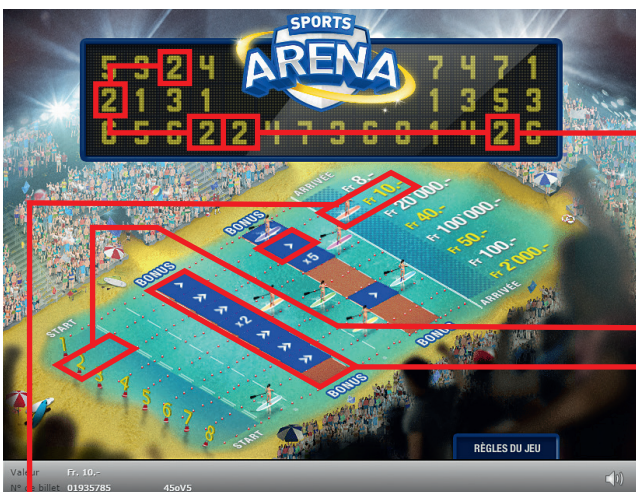 SPORTS
ARENA
5 3 2 4 7 4 7 1
2 1 3 1 1 3 5 3
6 5 6 2 2 4 7 3 6 8 1 4 2 6
ARRIVÉE
Fr 8.-
Fr 10.-
Fr 20'000.-
Fr 40.-
Fr 100'000.-
Fr 50.-
Fr 100.-
Fr 2'000.-
ARRIVÉE
BONUS
x5
BONUS
BONUS
x2
BONUS
START
1
2
4
5
6
7
8
START
RÈGLES DU JEU
Valeur Fr. 10.-
N° de billet 01935785 45oV5